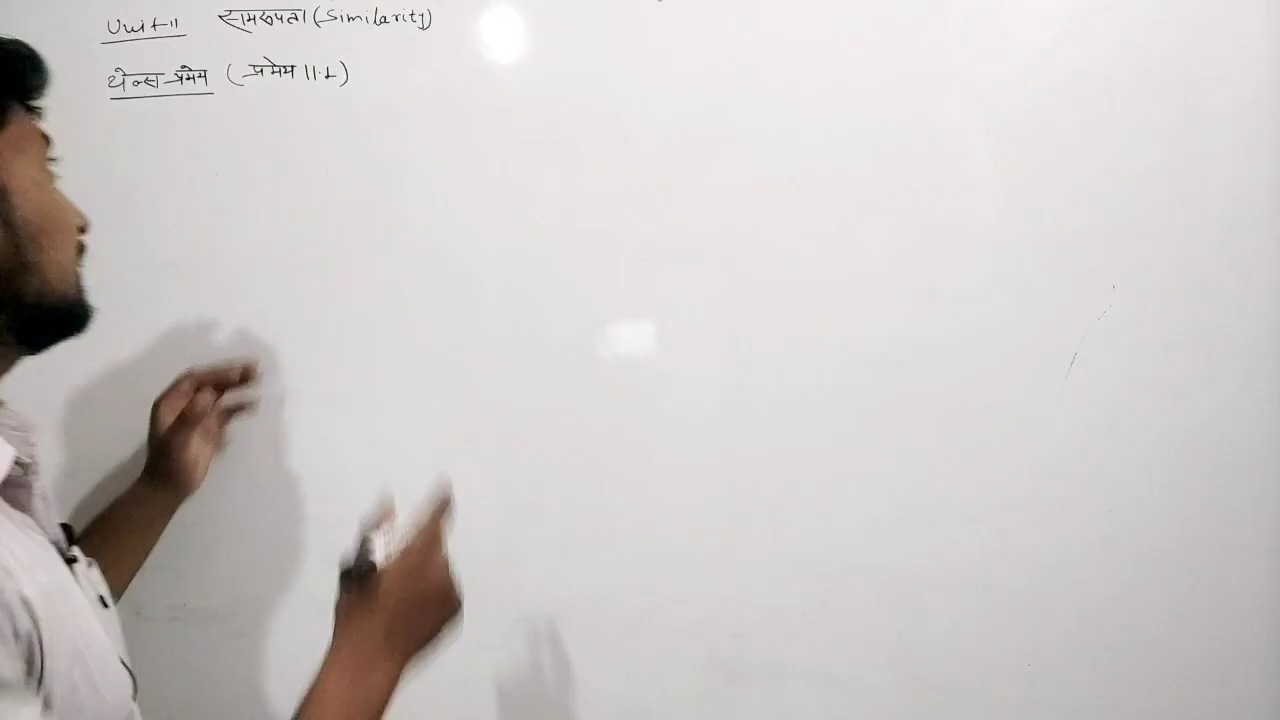 Unit-11 समरूपता (Similarity)
थेल्स प्रमेय (प्रमेय 11.1)